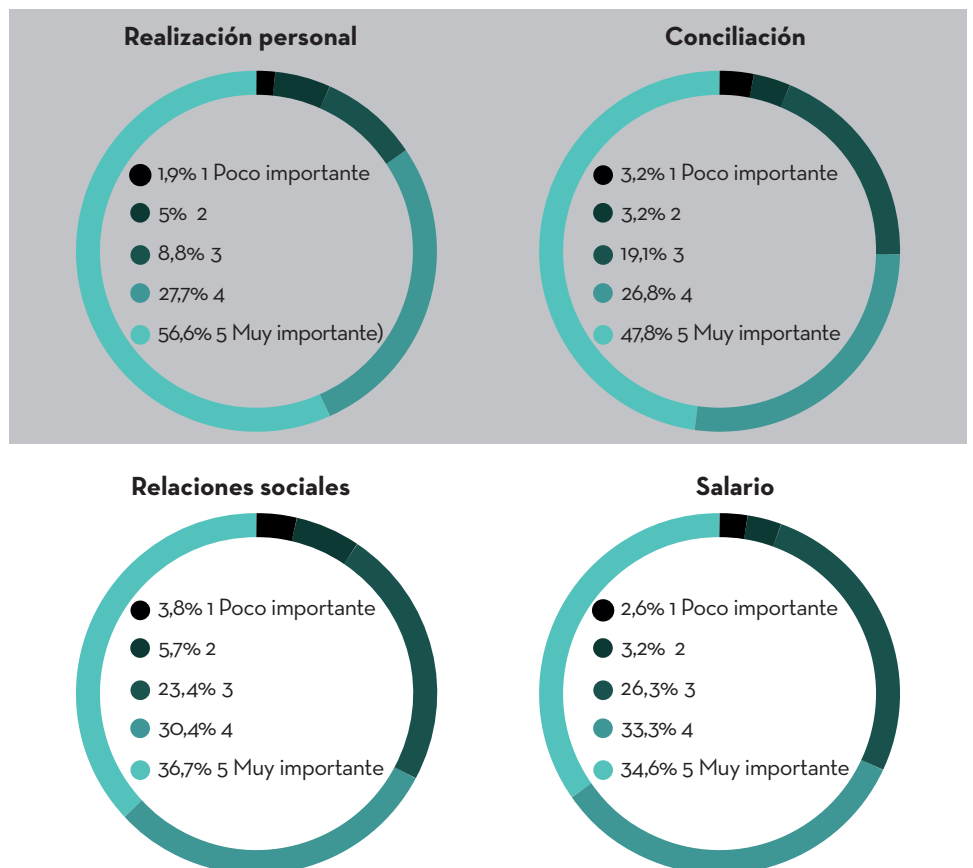 Realización personal
1,9% 1 Poco importante
5% 2
8,8% 3
27,7% 4
56,6% 5 Muy importante)
Conciliación
3,2% 1 Poco importante
3,2% 2
19,1% 3
26,8% 4
47,8% 5 Muy importante
Relaciones sociales
3,8% 1 Poco importante
5,7% 2
23,4% 3
30,4% 4
36,7% 5 Muy importante
Salario
2,6% 1 Poco importante
3,2% 2
26,3% 3
33,3% 4
34,6% 5 Muy importante